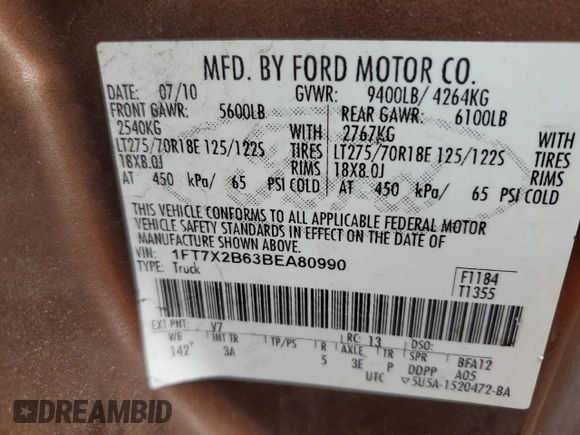 MFD. BY FORD MOTOR CO.
DATE: 07/10 GVWR: 9400LB/ 4264KG
FRONT GAWR: 5600LB REAR GAWR: 6100LB
2540KG WITH 2767KG WITH
LT275/70R18E 125/122S TIRES LT275/70R18E 125/122S TIRES
18X8.0J RIMS 18X8.0J RIMS
AT 450 kPa/ 65 PSI COLD AT 450 kPa/ 65 PSI COLD
THIS VEHICLE CONFORMS TO ALL APPLICABLE FEDERAL MOTOR
VEHICLE SAFETY STANDARDS IN EFFECT ON THE DATE OF
MANUFACTURE SHOWN ABOVE.
VIN: 1FT7X2B63BEA80990
TYPE: Truck
F1184
T1355
EXT PNT: V7 RC: 13 DSO:
WB INT TR TP/PS R AXLE TR SPR BFA12
142" 3A 5 3E P DDPP A05
UTC ▽5U5A-1520472-BA
Ford
DREAMBID